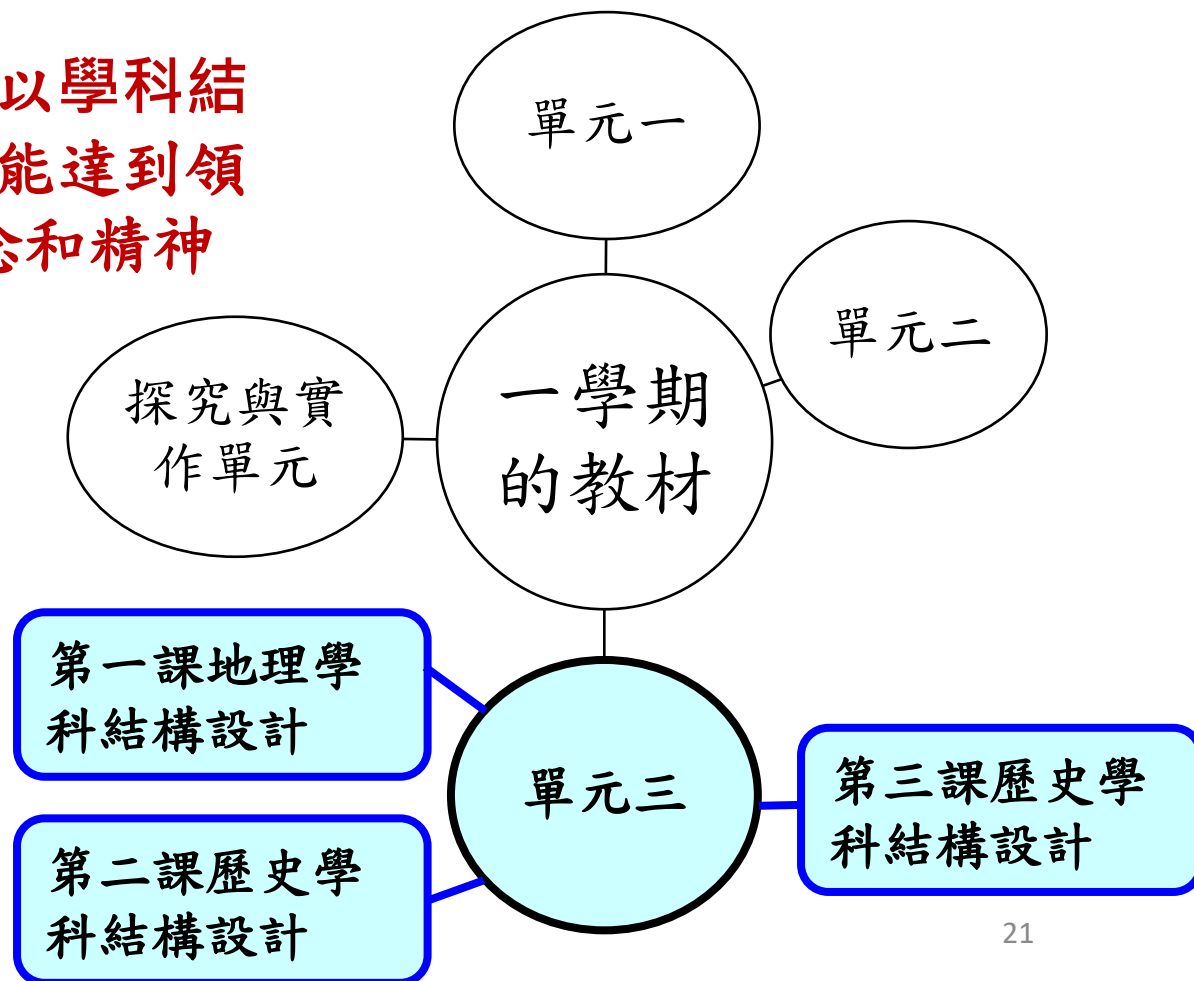 以學科結
能達到領
念和精神
單元一
單元二
探究與實
作單元
一學期
的教材
第一課地理學
科結構設計
單元三
第三課歷史學
科結構設計
第二課歷史學
科結構設計
21